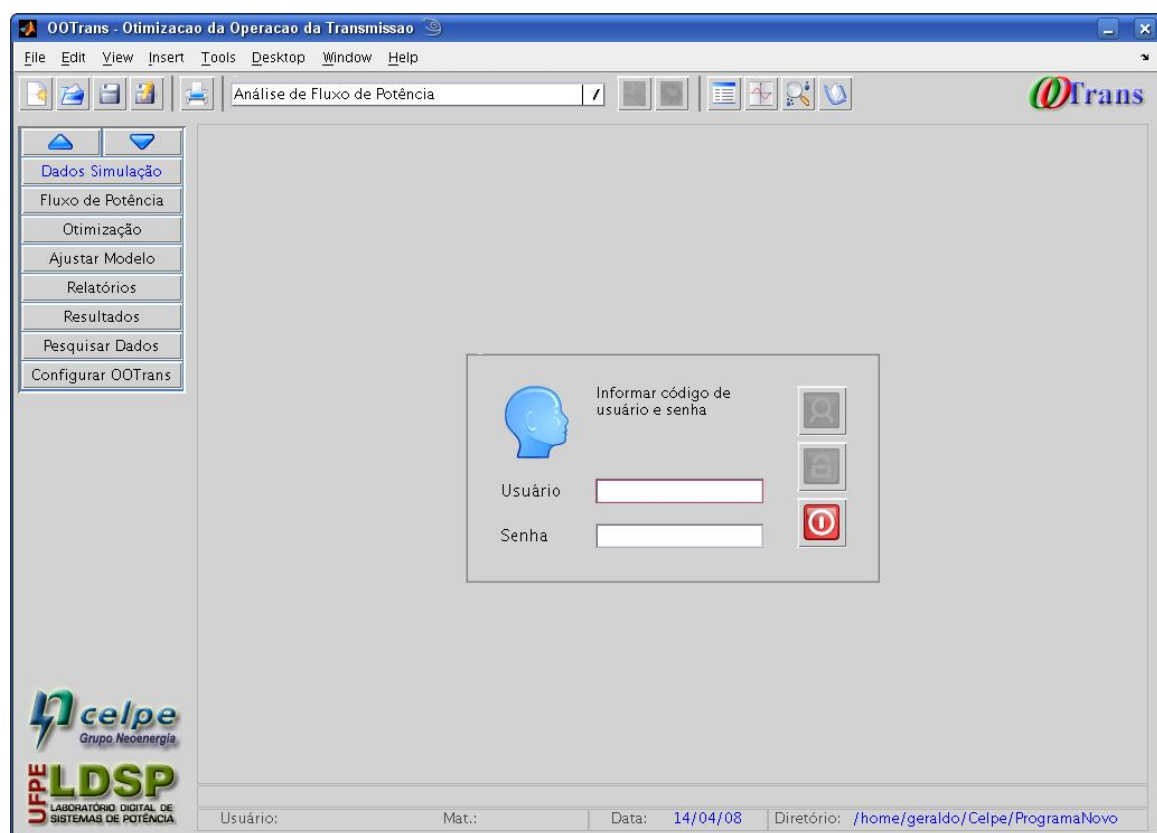 OOTrans - Otimizacao da Operacao da Transmissao
File Edit View Insert Tools Desktop Window Help
Análise de Fluxo de Potência
OOTrans
Dados Simulação
Fluxo de Potência
Otimização
Ajustar Modelo
Relatórios
Resultados
Pesquisar Dados
Configurar OOTrans
Informar código de
usuário e senha
Usuário
Senha
celpe
Grupo Neoenergia
UFPE
LDSP
LABORATÓRIO DIGITAL DE
SISTEMAS DE POTÊNCIA
Usuário: Mat.: Data: 14/04/08 Diretório: /home/geraldo/Celpe/ProgramaNovo